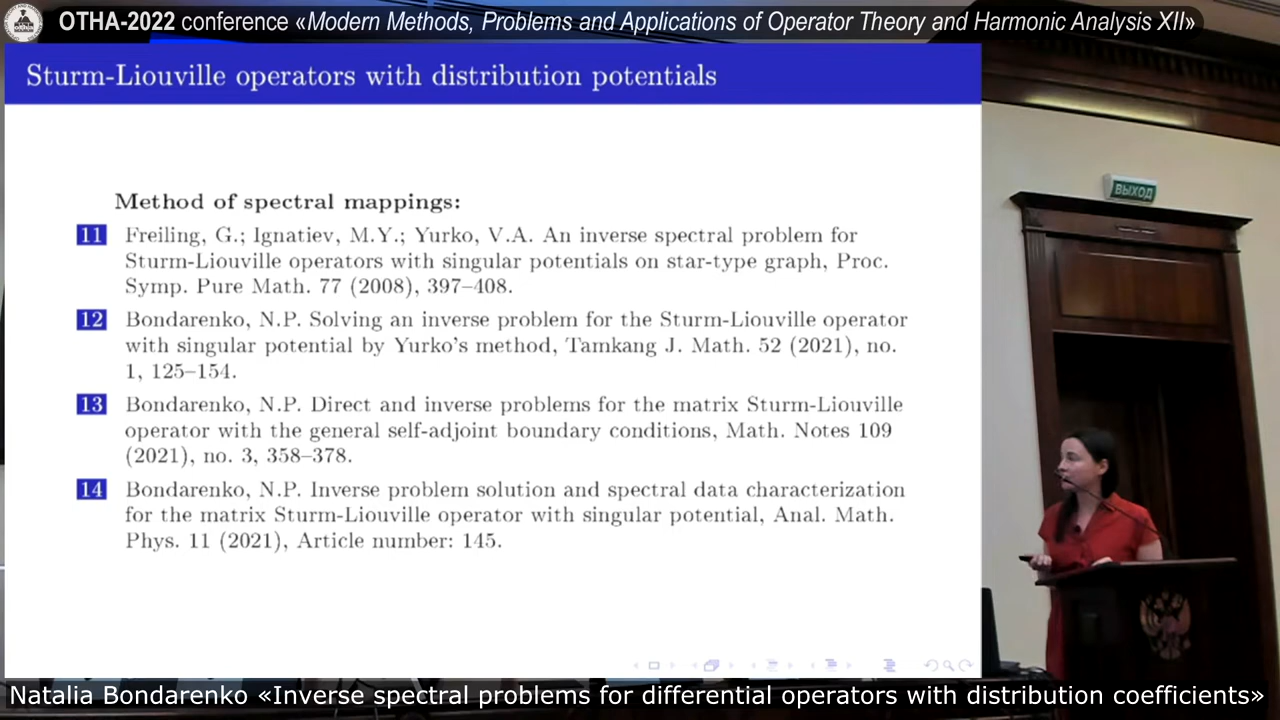 OTHA-2022 conference «Modern Methods, Problems and Applications of Operator Theory and Harmonic Analysis XII»
Sturm-Liouville operators with distribution potentials
Method of spectral mappings:
11 Freiling, G.; Ignatiev, M.Y.; Yurko, V.A. An inverse spectral problem for
Sturm-Liouville operators with singular potentials on star-type graph, Proc.
Symp. Pure Math. 77 (2008), 397–408.
12 Bondarenko, N.P. Solving an inverse problem for the Sturm-Liouville operator
with singular potential by Yurko's method, Tamkang J. Math. 52 (2021), no.
1, 125–154.
13 Bondarenko, N.P. Direct and inverse problems for the matrix Sturm-Liouville
operator with the general self-adjoint boundary conditions, Math. Notes 109
(2021), no. 3, 358–378.
14 Bondarenko, N.P. Inverse problem solution and spectral data characterization
for the matrix Sturm-Liouville operator with singular potential, Anal. Math.
Phys. 11 (2021), Article number: 145.
ВЫХОД
Natalia Bondarenko «Inverse spectral problems for differential operators with distribution coefficients»